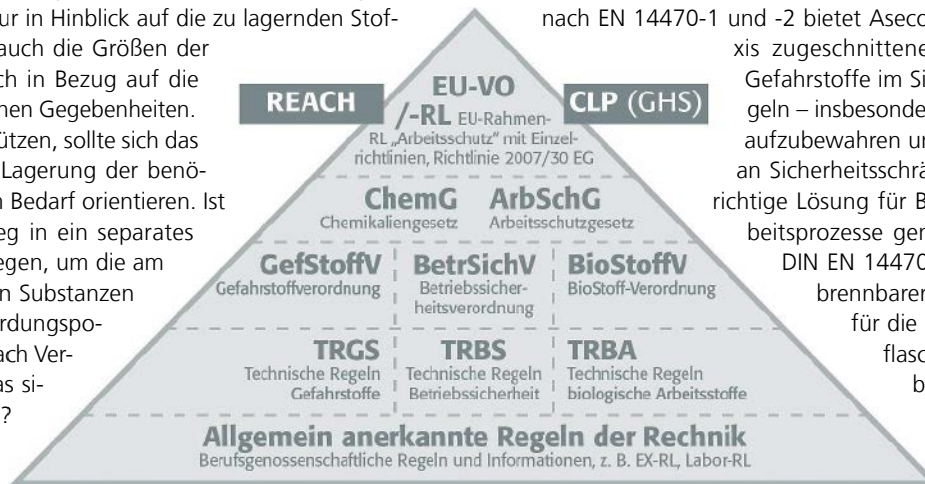 ur in Hinblick auf die zu lagernden Stof-
auch die Größen der
ch in Bezug auf die
hen Gegebenheiten.
ützen, sollte sich das
Lagerung der benö-
n Bedarf orientieren. Ist
eg in ein separates
egen, um die am
n Substanzen
rdungspo-
ach Ver-
as si-
?
REACH
EU-VO
/-RL EU-Rahmen-
RL „Arbeitsschutz" mit Einzel-
richtlinien, Richtlinie 2007/30 EG
CLP (GHS)
ChemG ArbSchG
Chemikaliengesetz Arbeitsschutzgesetz
GefStoffV BetrSichV BioStoffV
Gefahrstoffverordnung Betriebssicher- BioStoff-Verordnung
heitsverordnung
TRGS TRBS TRBA
Technische Regeln Technische Regeln Technische Regeln
Gefahrstoffe Betriebssicherheit biologische Arbeitsstoffe
Allgemein anerkannte Regeln der Rechnik
Berufsgenossenschaftliche Regeln und Informationen, z. B. EX-RL, Labor-RL
nach EN 14470-1 und -2 bietet Aseco
xis zugeschnittene
Gefahrstoffe im Si
geln – insbesonde
aufzubewahren un
an Sicherheitsschrä
richtige Lösung für B
beitsprozesse ger
DIN EN 14470
brennbaren
für die
flasc
b